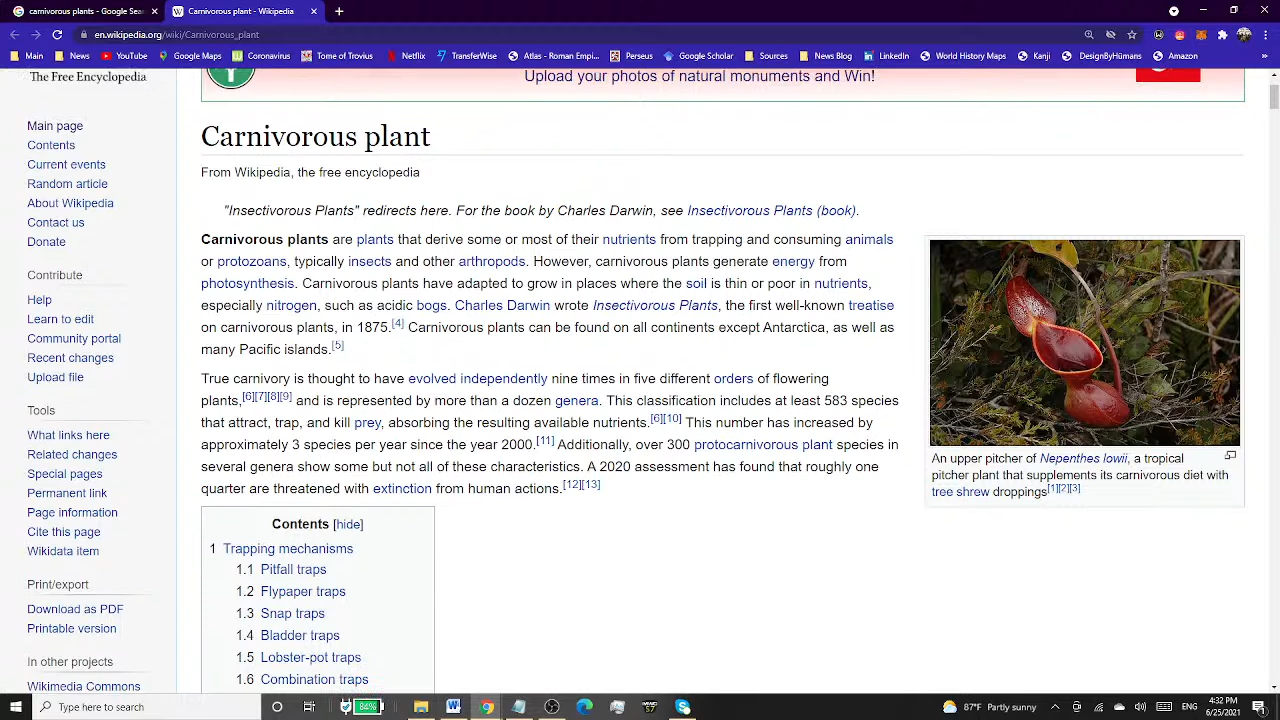 carnivorous plants - Google Sea
Carnivorous plant - Wikipedia
en.wikipedia.org/wiki/Carnivorous_plant
Main
News
YouTube
Google Maps
Coronavirus
Tome of Trovius
Netflix
TransferWise
Atlas - Roman Empi...
Perseus
Google Scholar
Sources
News Blog
LinkedIn
World History Maps
Kanji
DesignByHumans
Amazon
The Free Encyclopedia
Main page
Contents
Current events
Random article
About Wikipedia
Contact us
Donate
Contribute
Help
Learn to edit
Community portal
Recent changes
Upload file
Tools
What links here
Related changes
Special pages
Permanent link
Page information
Cite this page
Wikidata item
Print/export
Download as PDF
Printable version
In other projects
Wikimedia Commons
Upload your photos of natural monuments and Win!
Carnivorous plant
From Wikipedia, the free encyclopedia
"Insectivorous Plants" redirects here. For the book by Charles Darwin, see Insectivorous Plants (book).
Carnivorous plants are plants that derive some or most of their nutrients from trapping and consuming animals
or protozoans, typically insects and other arthropods. However, carnivorous plants generate energy from
photosynthesis. Carnivorous plants have adapted to grow in places where the soil is thin or poor in nutrients,
especially nitrogen, such as acidic bogs. Charles Darwin wrote Insectivorous Plants, the first well-known treatise
on carnivorous plants, in 1875.[4] Carnivorous plants can be found on all continents except Antarctica, as well as
many Pacific islands.[5]
True carnivory is thought to have evolved independently nine times in five different orders of flowering
plants,[6][7][8][9] and is represented by more than a dozen genera. This classification includes at least 583 species
that attract, trap, and kill prey, absorbing the resulting available nutrients.[6][10] This number has increased by
approximately 3 species per year since the year 2000.[11] Additionally, over 300 protocarnivorous plant species in
several genera show some but not all of these characteristics. A 2020 assessment has found that roughly one
quarter are threatened with extinction from human actions.[12][13]
An upper pitcher of Nepenthes lowii, a tropical
pitcher plant that supplements its carnivorous diet with
tree shrew droppings[1][2][3]
Contents [hide]
1 Trapping mechanisms
1.1 Pitfall traps
1.2 Flypaper traps
1.3 Snap traps
1.4 Bladder traps
1.5 Lobster-pot traps
1.6 Combination traps
Type here to search
84%
87°F Partly sunny
ENG
4:32 PM
6/25/2021